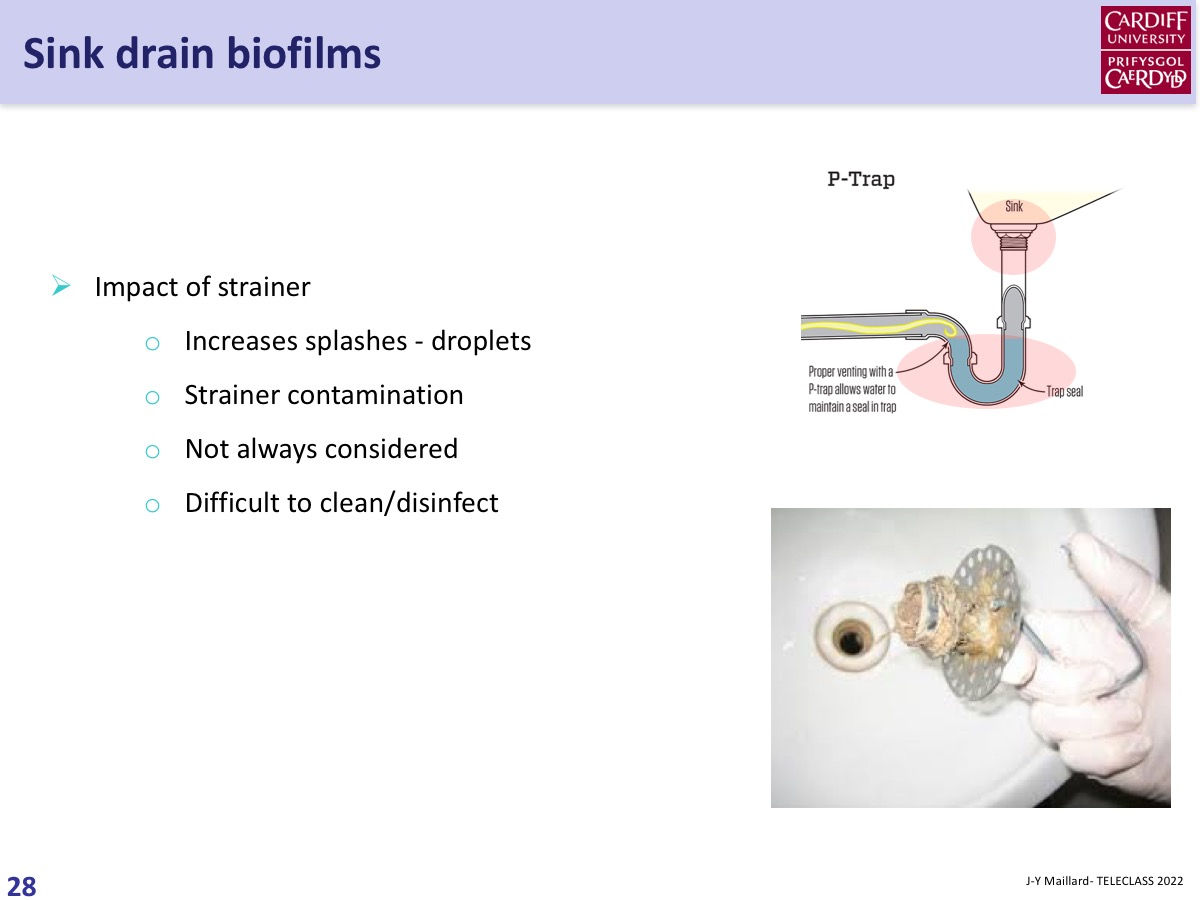 Sink drain biofilms
CARDIFF
UNIVERSITY
PRIFYSGOL
CAERDYDD
P-Trap
Sink
Impact of strainer
Increases splashes - droplets
Strainer contamination
Not always considered
Difficult to clean/disinfect
Proper venting with a
P-trap allows water to
maintain a seal in trap
Trap seal
28
J-Y Maillard- TELECLASS 2022